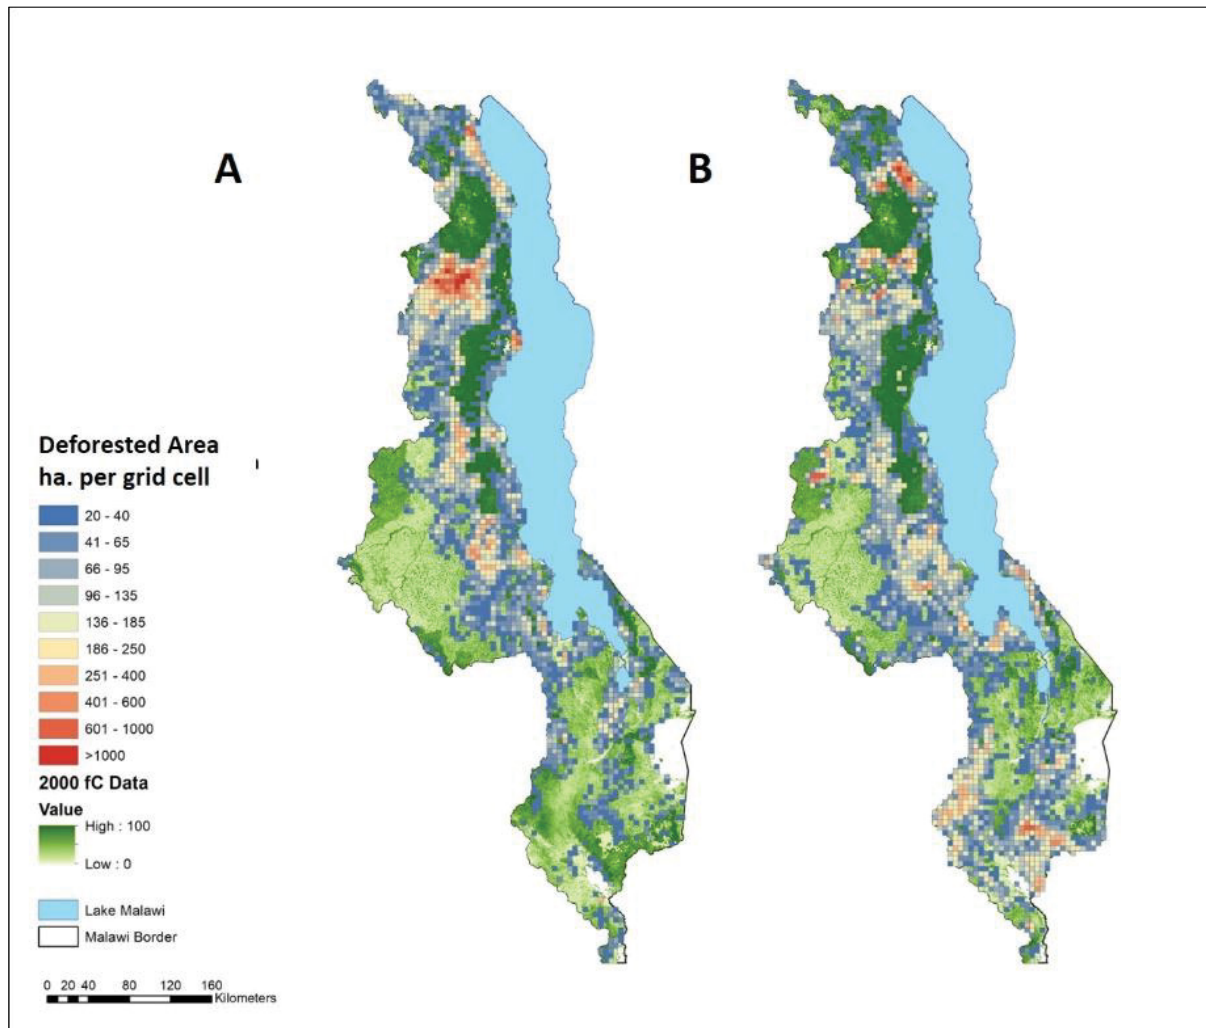 A
B
Deforested Area
ha. per grid cell
20 - 40
41 - 65
66 - 95
96 - 135
136 - 185
186 - 250
251 - 400
401 - 600
601 - 1000
>1000
2000 fC Data
Value
High : 100
Low : 0
Lake Malawi
Malawi Border
0 20 40 80 120 160
Kilometers